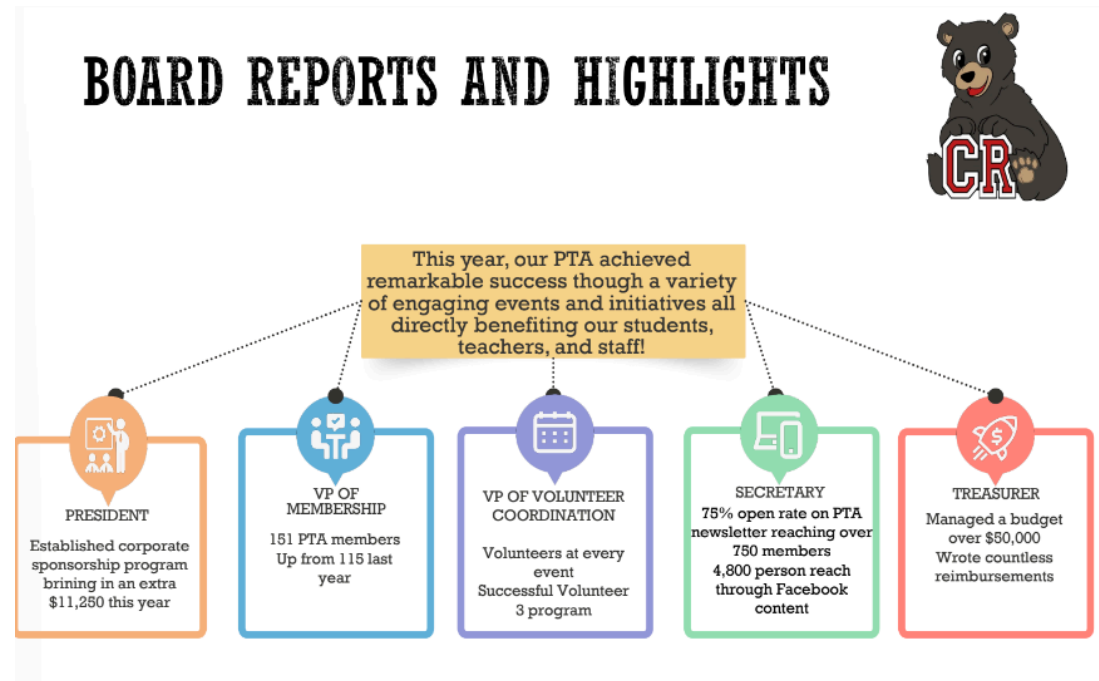 BOARD REPORTS AND HIGHLIGHTS
CR
This year, our PTA achieved
remarkable success though a variety
of engaging events and initiatives all
directly benefiting our students,
teachers, and staff!
PRESIDENT
Established corporate
sponsorship program
brining in an extra
$11,250 this year
VP OF
MEMBERSHIP
151 PTA members
Up from 115 last
year
VP OF VOLUNTEER
COORDINATION
Volunteers at every
event
Successful Volunteer
3 program
SECRETARY
75% open rate on PTA
newsletter reaching over
750 members
4,800 person reach
through Facebook
content
TREASURER
Managed a budget
over $50,000
Wrote countless
reimbursements
$